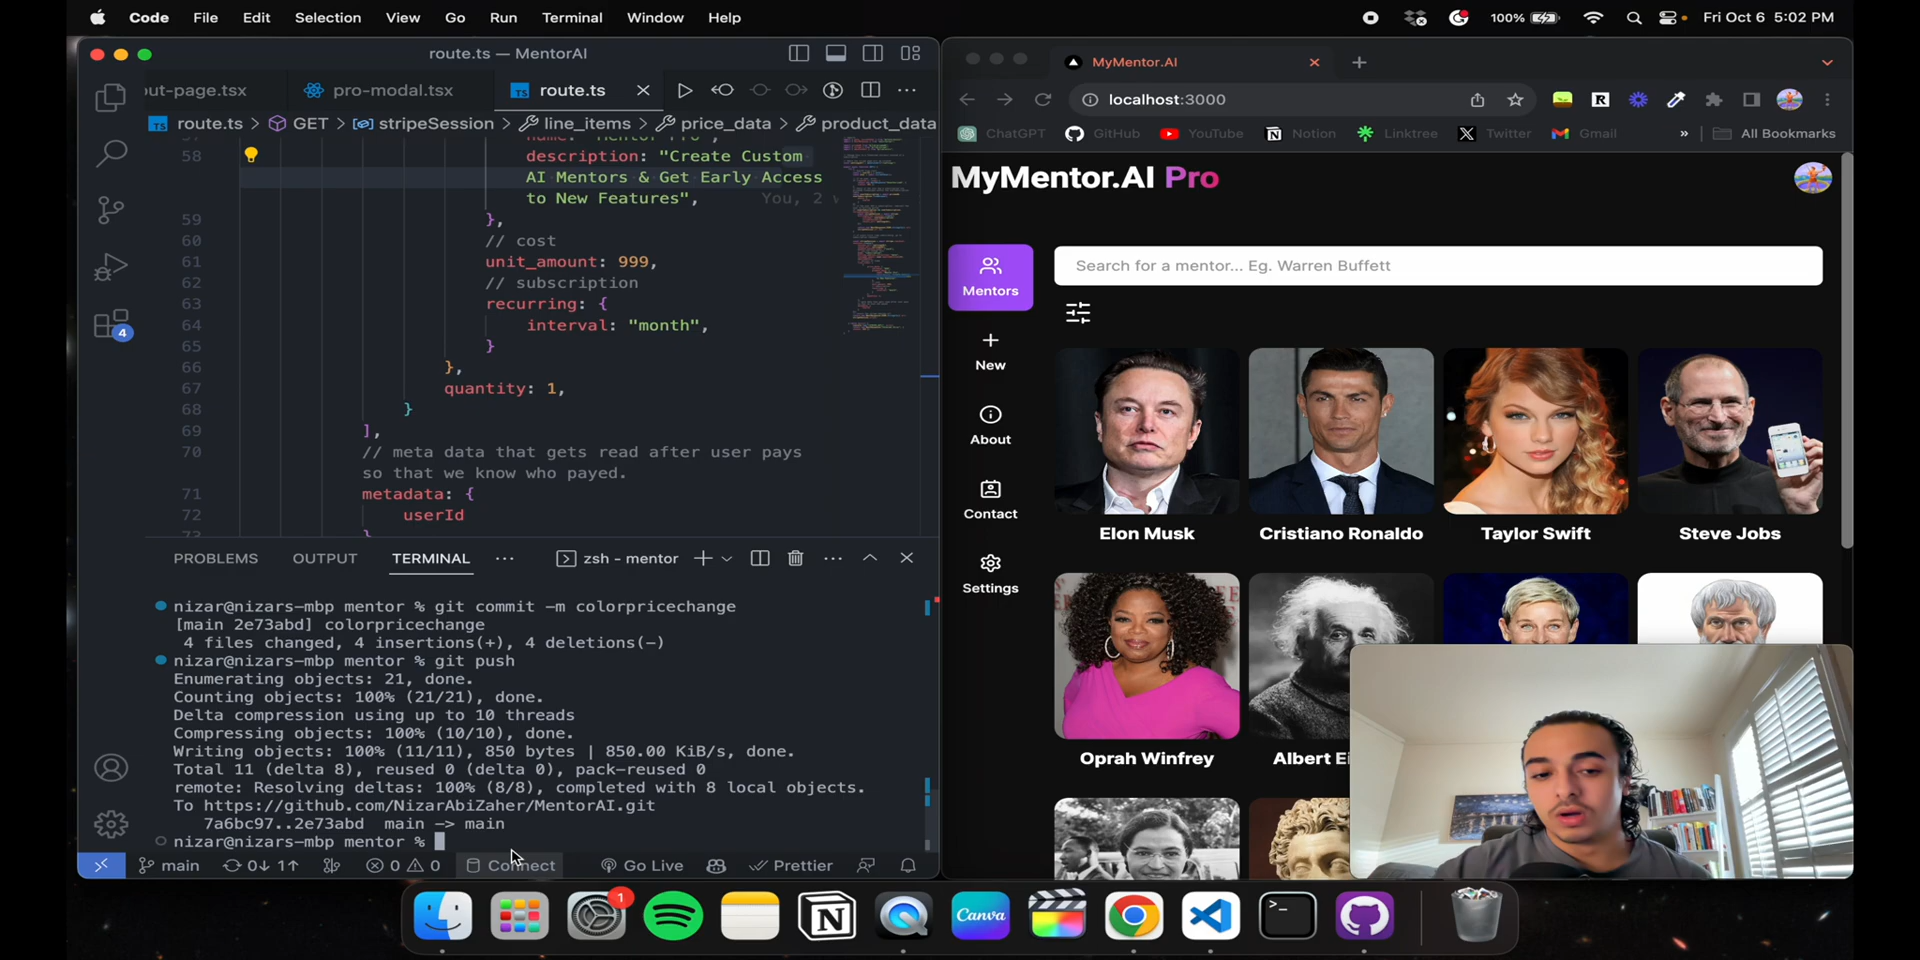 Code File Edit Selection View Go Run Terminal Window Help
100% Fri Oct 6 5:02 PM
route.ts — MentorAI
out-page.tsx pro-modal.tsx TS route.ts
TS route.ts > GET > stripeSession > line_items > price_data > product_data
58 description: "Create Custom
AI Mentors & Get Early Access
to New Features", You, 2 w
59 },
60 // cost
61 unit_amount: 999,
62 // subscription
63 recurring: {
64 interval: "month",
65 }
66 },
67 quantity: 1,
68 }
69 ],
70 // meta data that gets read after user pays
so that we know who payed.
71 metadata: {
72 userId
73 }
4
PROBLEMS OUTPUT TERMINAL ··· zsh - mentor
nizar@nizars-mbp mentor % git commit -m colorpricechange
[main 2e73abd] colorpricechange
4 files changed, 4 insertions(+), 4 deletions(-)
nizar@nizars-mbp mentor % git push
Enumerating objects: 21, done.
Counting objects: 100% (21/21), done.
Delta compression using up to 10 threads
Compressing objects: 100% (10/10), done.
Writing objects: 100% (11/11), 850 bytes | 850.00 KiB/s, done.
Total 11 (delta 8), reused 0 (delta 0), pack-reused 0
remote: Resolving deltas: 100% (8/8), completed with 8 local objects.
To https://github.com/NizarAbiZaher/MentorAI.git
7a6bc97..2e73abd main -> main
nizar@nizars-mbp mentor %
main 0↓ 1↑ 0 0 Connect Go Live Prettier
MyMentor.AI
localhost:3000
ChatGPT GitHub YouTube Notion Linktree Twitter Gmail » All Bookmarks
MyMentor.AI Pro
Search for a mentor... Eg. Warren Buffett
Mentors
New
About
Contact
Settings
Elon Musk Cristiano Ronaldo Taylor Swift Steve Jobs
Oprah Winfrey Albert Ei
1
Canva